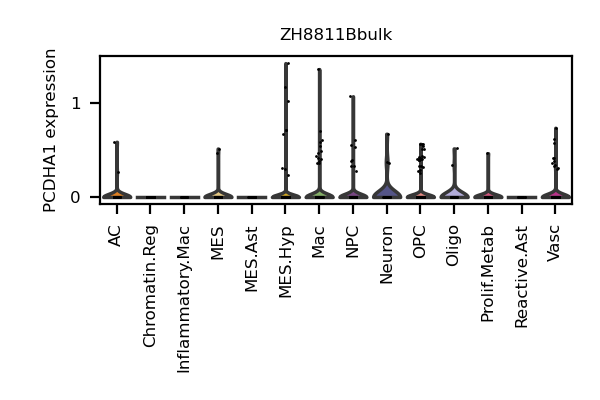 ZH8811Bbulk
PCDHA1 expression
1
0
AC
Chromatin.Reg
Inflammatory.Mac
MES
MES.Ast
MES.Hyp
Mac
NPC
Neuron
OPC
Oligo
Prolif.Metab
Reactive.Ast
Vasc